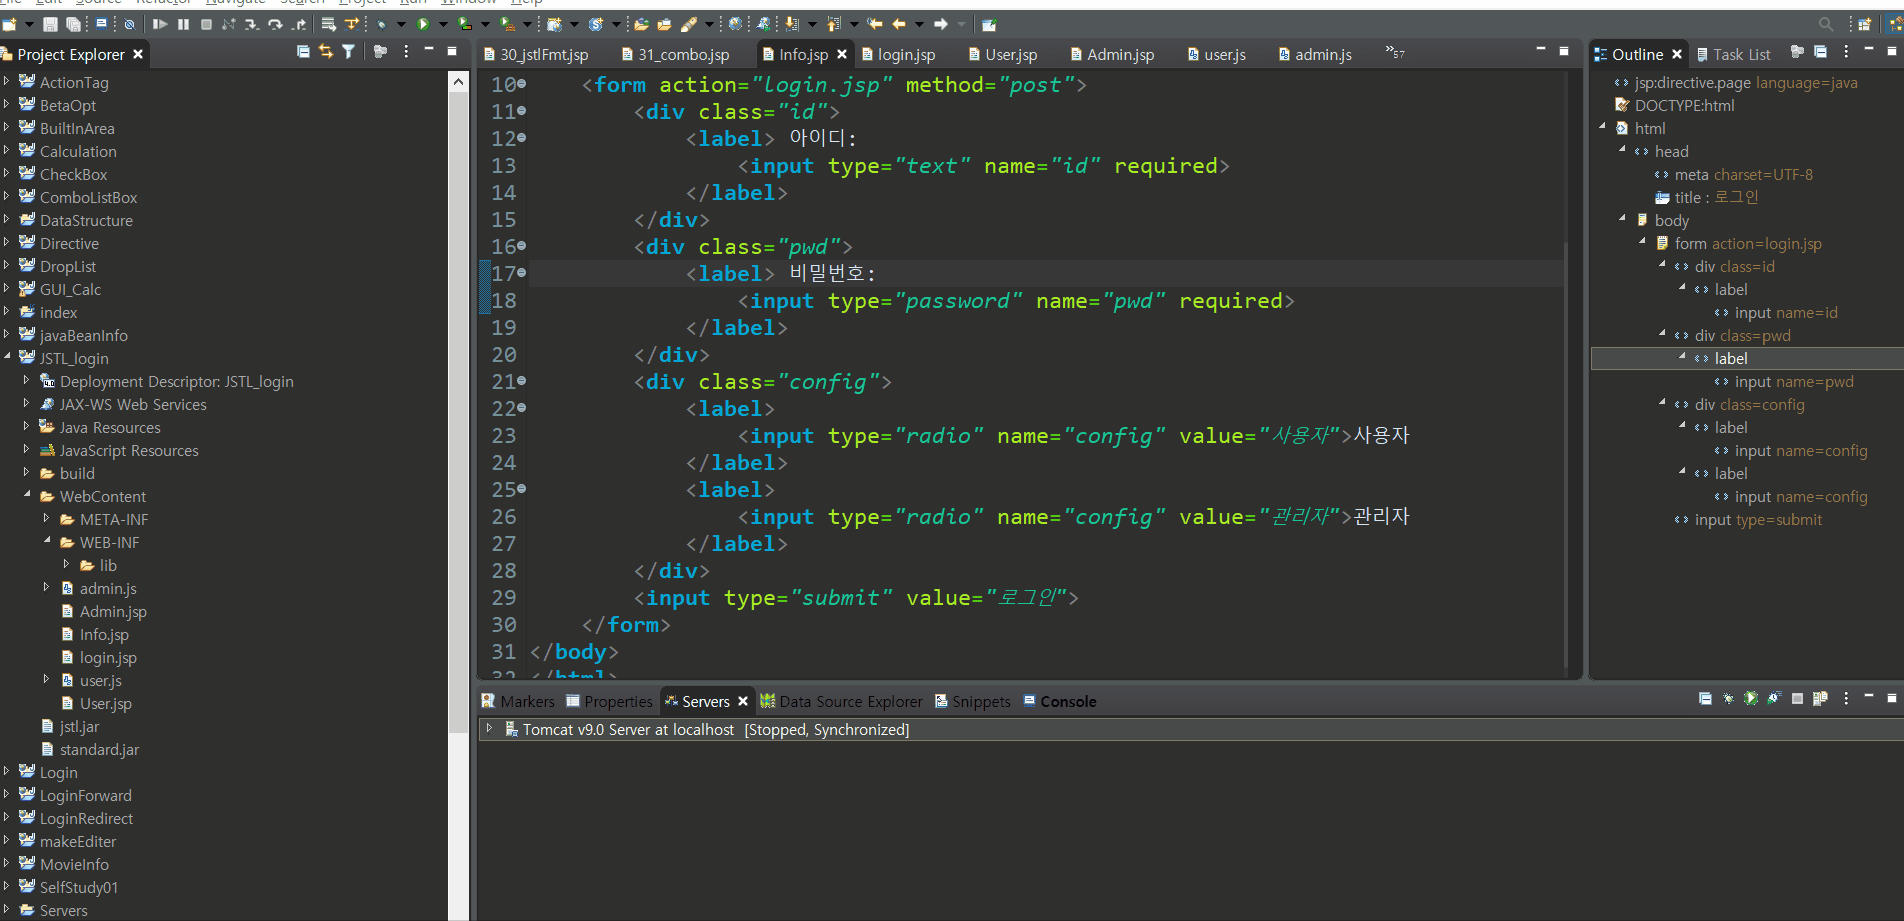 File Edit Source Refactor Navigate Search Project Run Window Help
Project Explorer
ActionTag
BetaOpt
BuiltInArea
Calculation
CheckBox
ComboListBox
DataStructure
Directive
DropList
GUI_Calc
index
javaBeanInfo
JSTL_login
Deployment Descriptor: JSTL_login
JAX-WS Web Services
Java Resources
JavaScript Resources
build
WebContent
META-INF
WEB-INF
lib
admin.js
Admin.jsp
Info.jsp
login.jsp
user.js
User.jsp
jstl.jar
standard.jar
Login
LoginForward
LoginRedirect
makeEditer
MovieInfo
SelfStudy01
Servers
30_jstlFmt.jsp 31_combo.jsp Info.jsp login.jsp User.jsp Admin.jsp user.js admin.js »57
10 <form action="login.jsp" method="post">
11 <div class="id">
12 <label> 아이디:
13 <input type="text" name="id" required>
14 </label>
15 </div>
16 <div class="pwd">
17 <label> 비밀번호:
18 <input type="password" name="pwd" required>
19 </label>
20 </div>
21 <div class="config">
22 <label>
23 <input type="radio" name="config" value="사용자">사용자
24 </label>
25 <label>
26 <input type="radio" name="config" value="관리자">관리자
27 </label>
28 </div>
29 <input type="submit" value="로그인">
30 </form>
31 </body>
32 </html>
Markers Properties Servers Data Source Explorer Snippets Console
Tomcat v9.0 Server at localhost [Stopped, Synchronized]
Outline Task List
jsp:directive.page language=java
DOCTYPE:html
html
head
meta charset=UTF-8
title : 로그인
body
form action=login.jsp
div class=id
label
input name=id
div class=pwd
label
input name=pwd
div class=config
label
input name=config
label
input name=config
input type=submit